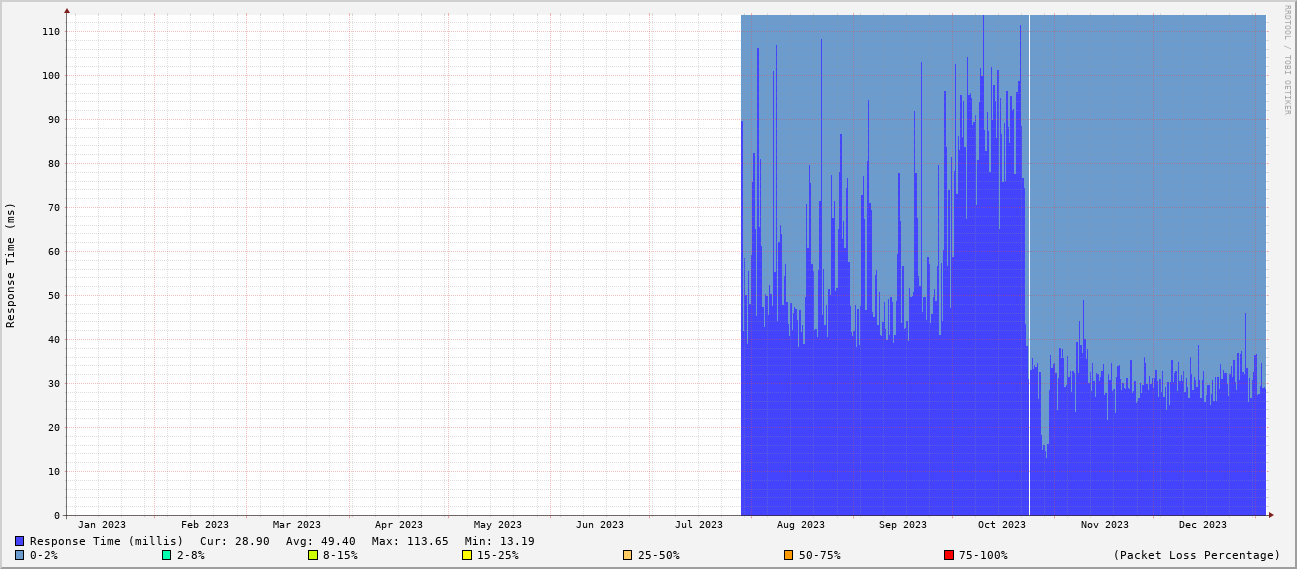 RRDTOOL / TOBI OETIKER
Response Time (ms)
110
100
90
80
70
60
50
40
30
20
10
0
Jan 2023 Feb 2023 Mar 2023 Apr 2023 May 2023 Jun 2023 Jul 2023 Aug 2023 Sep 2023 Oct 2023 Nov 2023 Dec 2023
Response Time (millis) Cur: 28.90 Avg: 49.40 Max: 113.65 Min: 13.19
0-2% 2-8% 8-15% 15-25% 25-50% 50-75% 75-100% (Packet Loss Percentage)